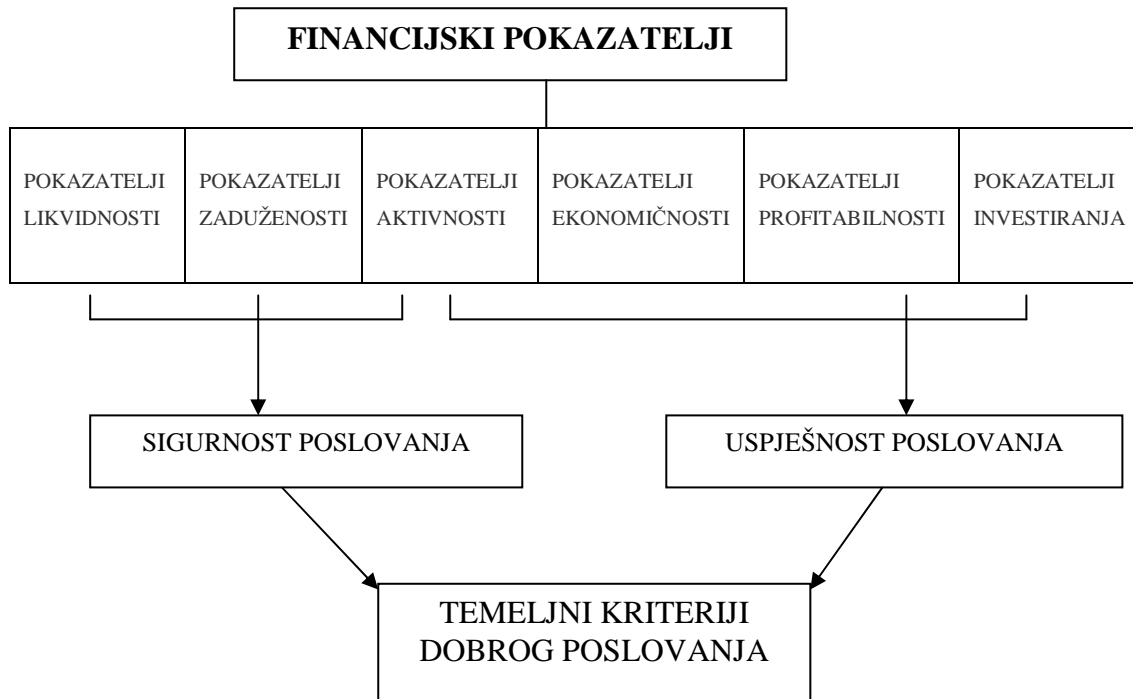 FINANCIJSKI POKAZATELJI
POKAZATELJI
LIKVIDNOSTI
POKAZATELJI
ZADUŽENOSTI
POKAZATELJI
AKTIVNOSTI
POKAZATELJI
EKONOMIČNOSTI
POKAZATELJI
PROFITABILNOSTI
POKAZATELJI
INVESTIRANJA
SIGURNOST POSLOVANJA
USPJEŠNOST POSLOVANJA
TEMELJNI KRITERIJI
DOBROG POSLOVANJA